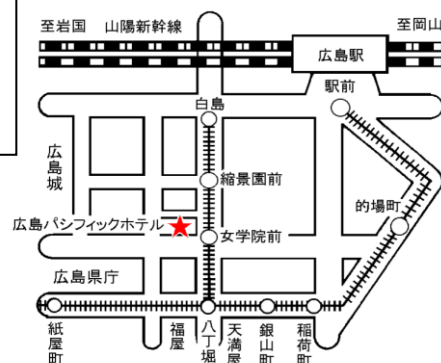 至岩国 山陽新幹線
至岡山
広島駅
駅前
白島
広島城
縮景園前
的場町
広島パシフィックホテル
女学院前
広島県庁
紙屋町
福屋
八丁堀
天満屋
銀山町
稲荷町